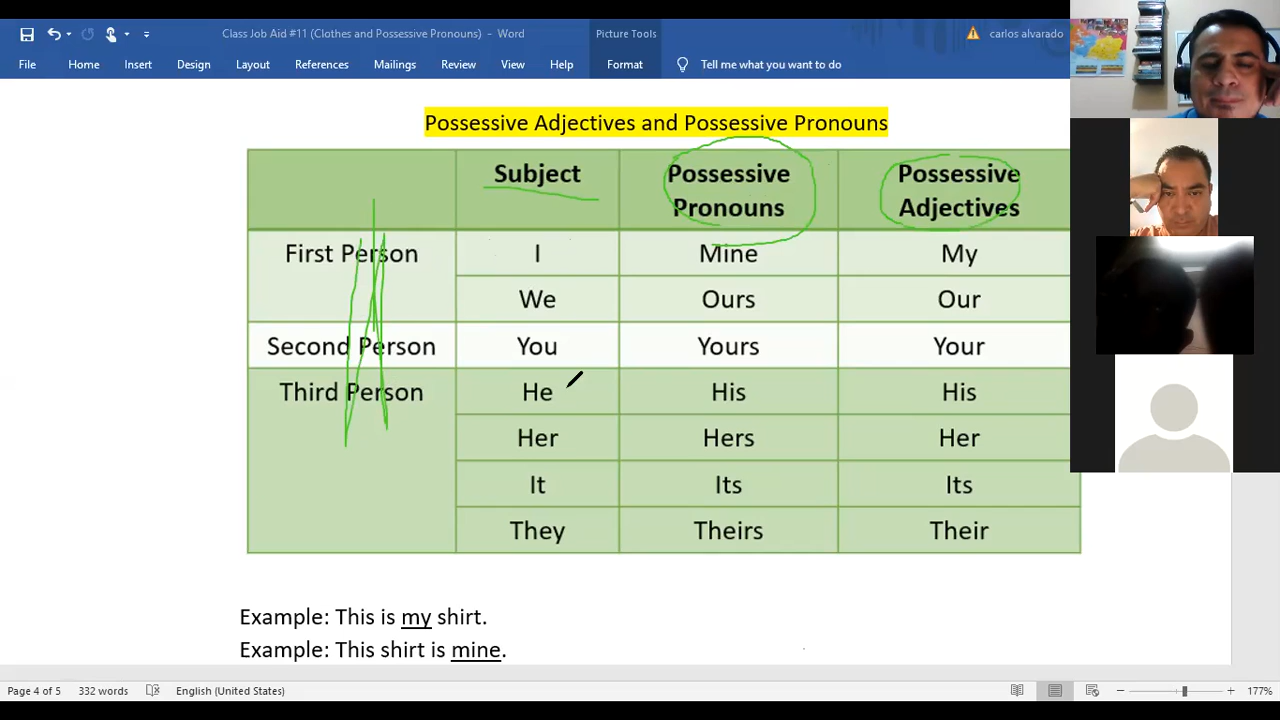 Class Job Aid #11 (Clothes and Possessive Pronouns) - Word
Picture Tools
carlos alvarado
File Home Insert Design Layout References Mailings Review View Help Format Tell me what you want to do
Possessive Adjectives and Possessive Pronouns
Subject Possessive Pronouns Possessive Adjectives
First Person I Mine My
We Ours Our
Second Person You Yours Your
Third Person He His His
Her Hers Her
It Its Its
They Theirs Their
Example: This is my shirt.
Example: This shirt is mine.
Page 4 of 5 332 words English (United States) 177%